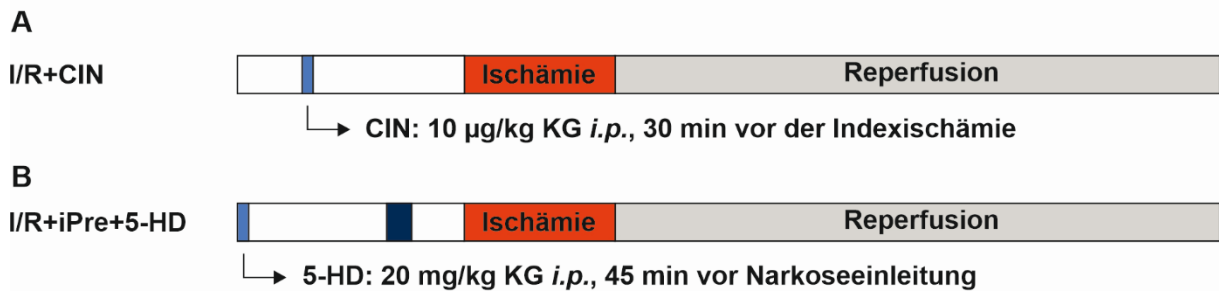 A
I/R+CIN
Ischämie
Reperfusion
CIN: 10 µg/kg KG i.p., 30 min vor der Indexischämie
B
I/R+iPre+5-HD
Ischämie
Reperfusion
5-HD: 20 mg/kg KG i.p., 45 min vor Narkoseeinleitung